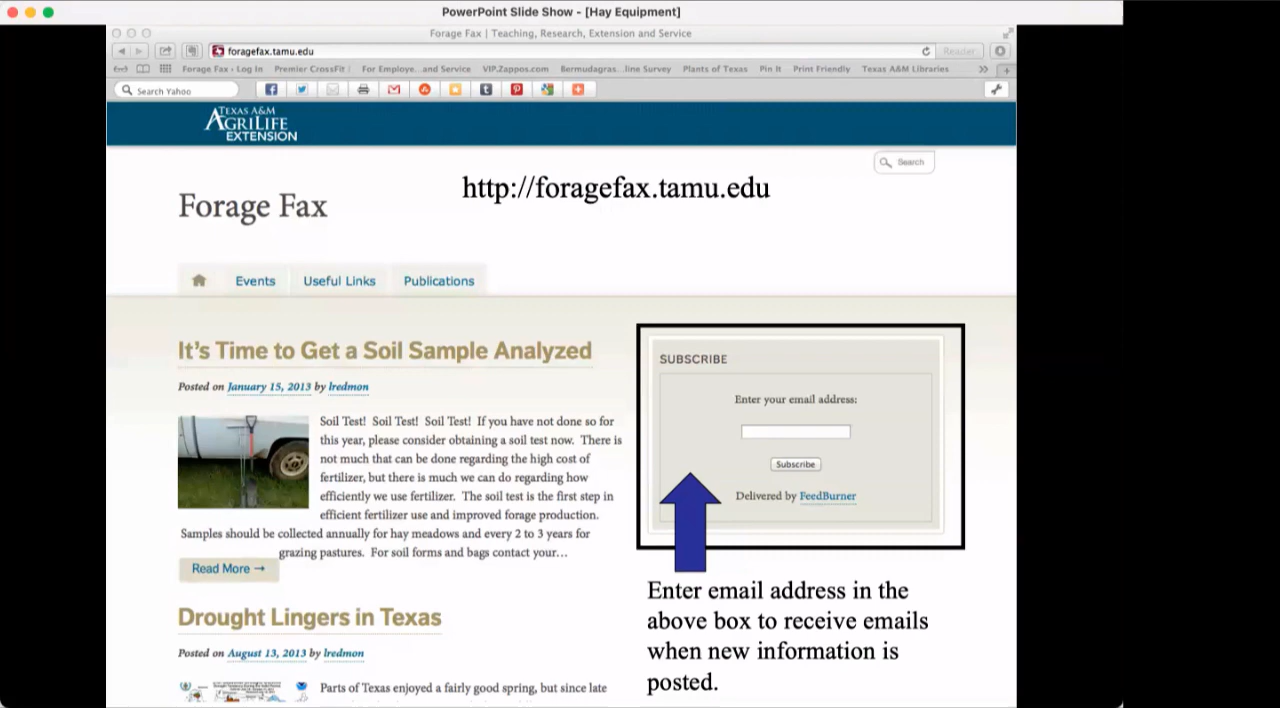 PowerPoint Slide Show - [Hay Equipment]
Forage Fax | Teaching, Research, Extension and Service
foragefax.tamu.edu
Reader
Forage Fax · Log In Premier CrossFit For Employe...and Service VIP.Zappos.com Bermudagras...line Survey Plants of Texas Pin It Print Friendly Texas A&M Libraries
Search Yahoo
TEXAS A&M
AGRILIFE
EXTENSION
Search
http://foragefax.tamu.edu
Forage Fax
Events Useful Links Publications
It's Time to Get a Soil Sample Analyzed
Posted on January 15, 2013 by lredmon
Soil Test! Soil Test! Soil Test! If you have not done so for
this year, please consider obtaining a soil test now. There is
not much that can be done regarding the high cost of
fertilizer, but there is much we can do regarding how
efficiently we use fertilizer. The soil test is the first step in
efficient fertilizer use and improved forage production.
Samples should be collected annually for hay meadows and every 2 to 3 years for
grazing pastures. For soil forms and bags contact your...
Read More →
Drought Lingers in Texas
Posted on August 13, 2013 by lredmon
Parts of Texas enjoyed a fairly good spring, but since late
SUBSCRIBE
Enter your email address:
Subscribe
Delivered by FeedBurner
Enter email address in the
above box to receive emails
when new information is
posted.